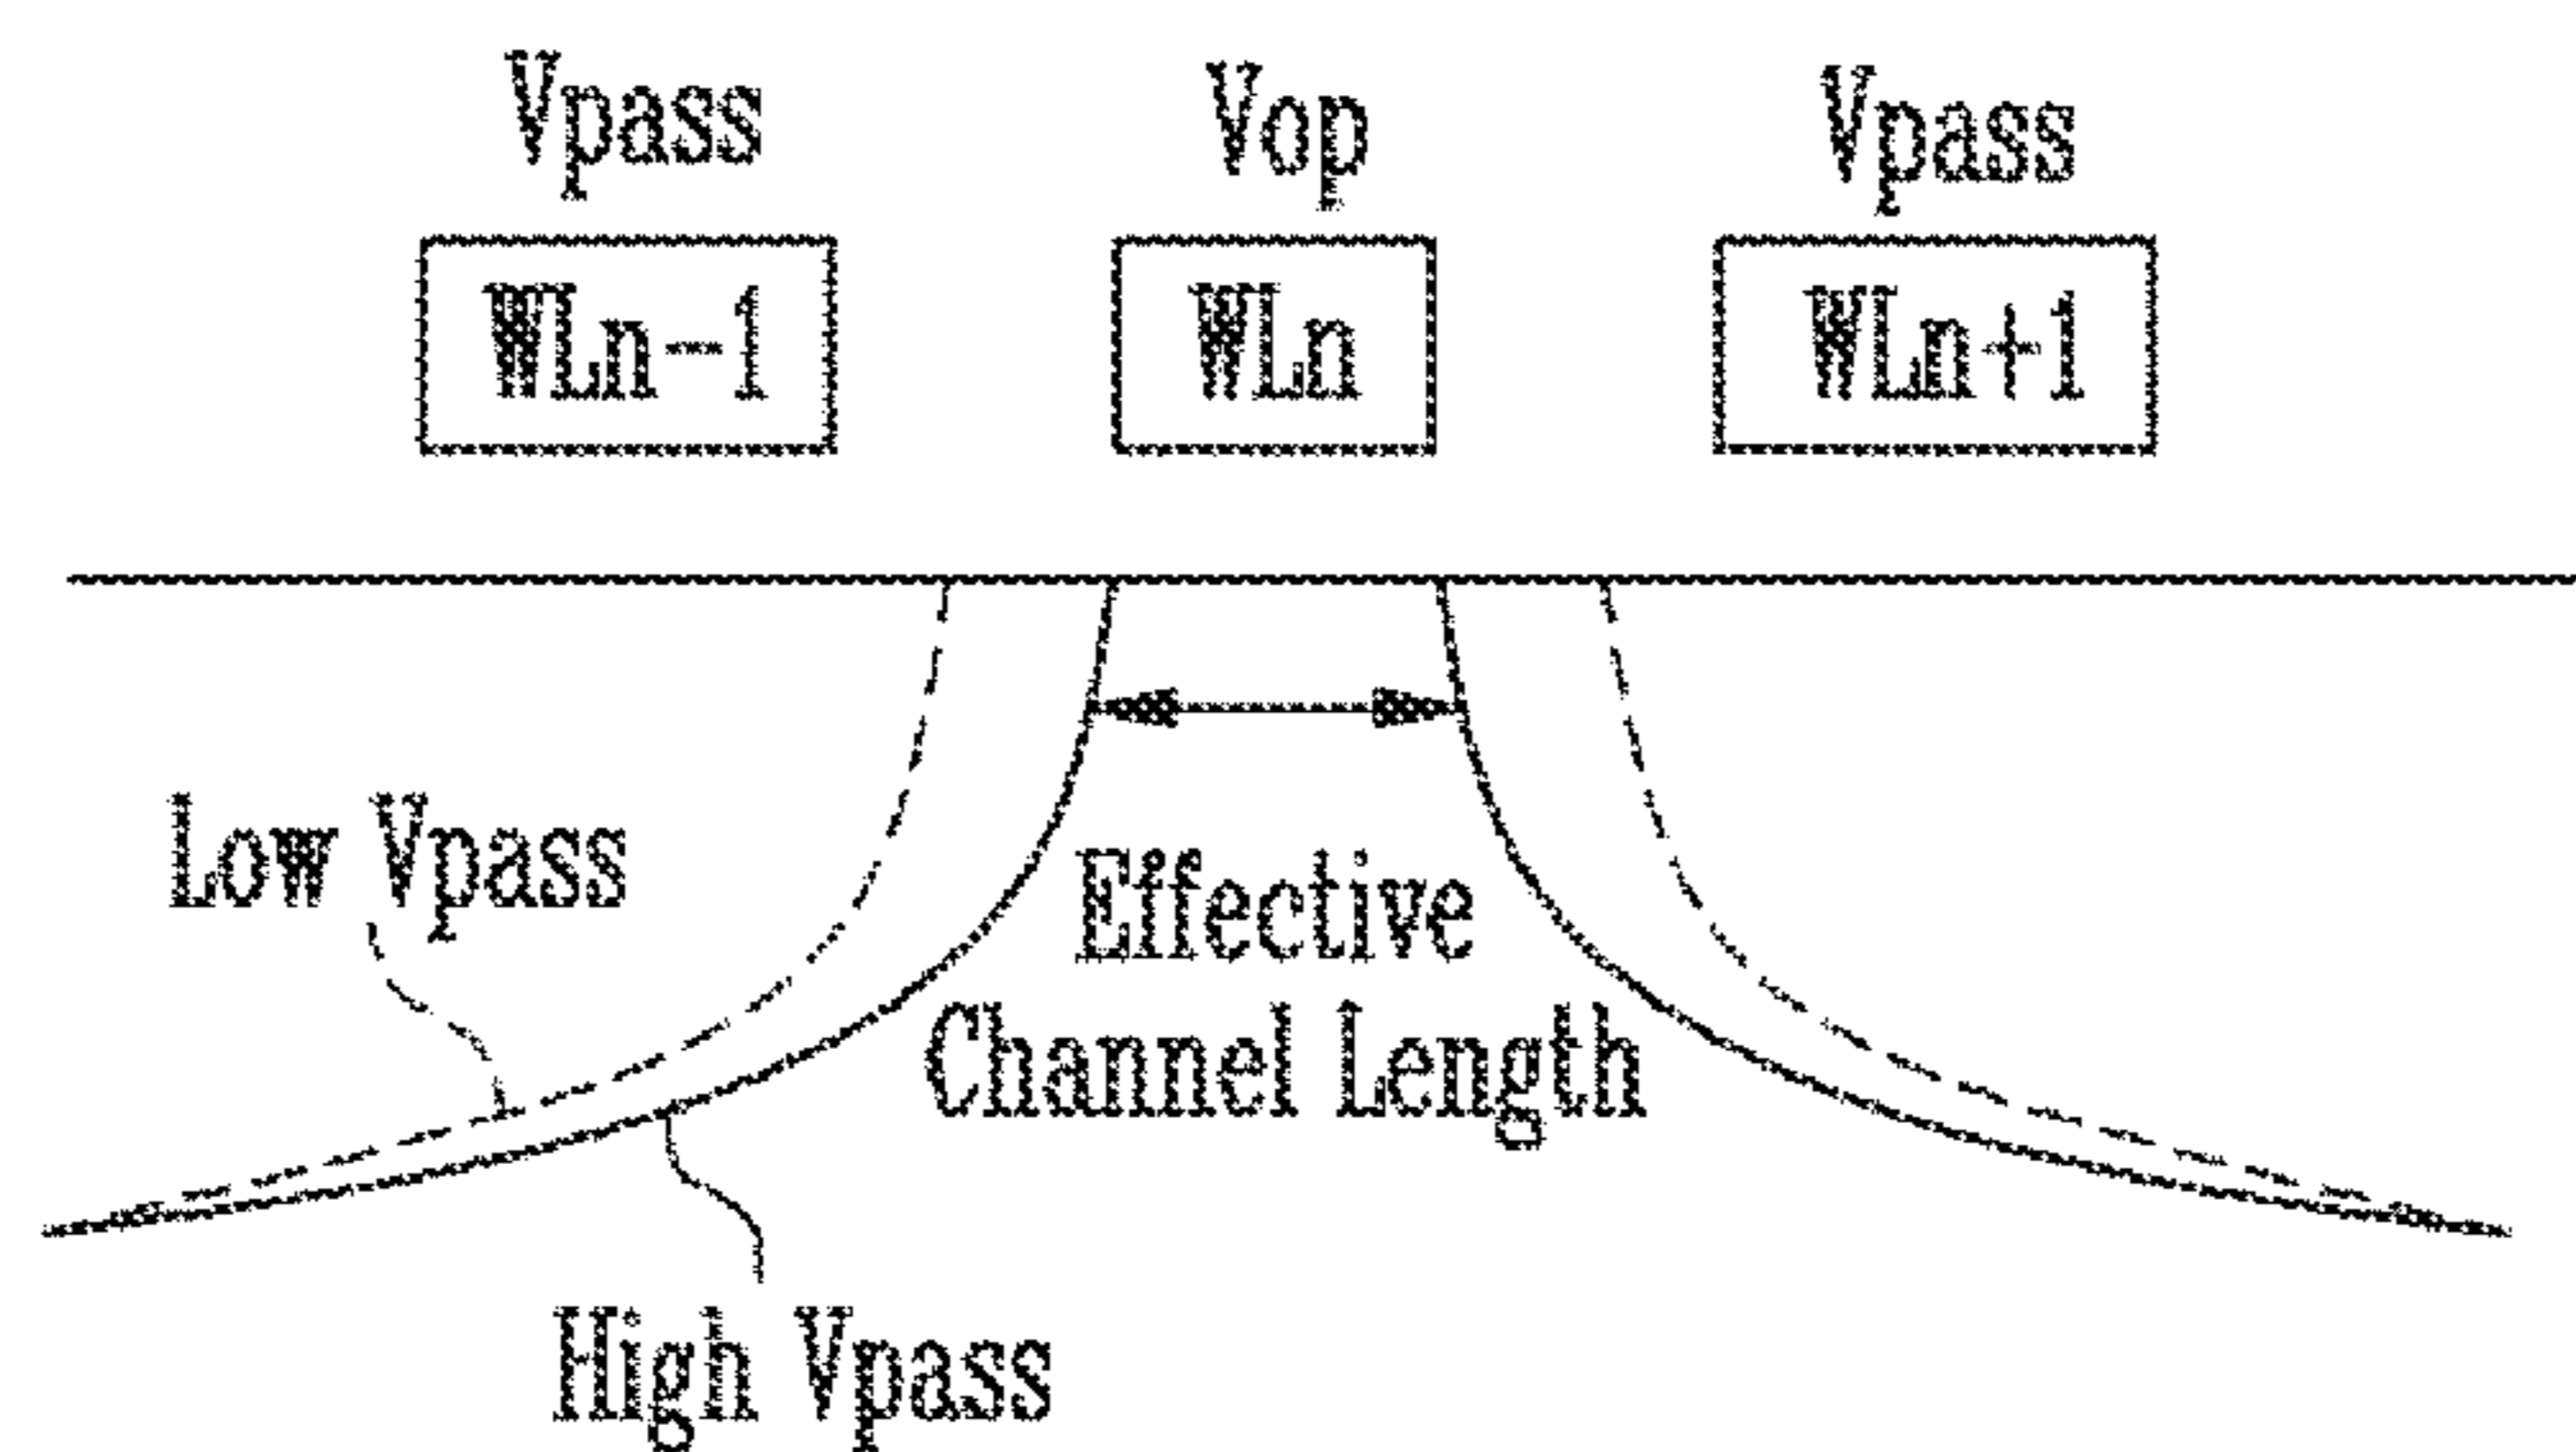 Vpass Vop Vpass
WLn-1 WLn WLn+1
Low Vpass
Effective
Channel Length
High Vpass